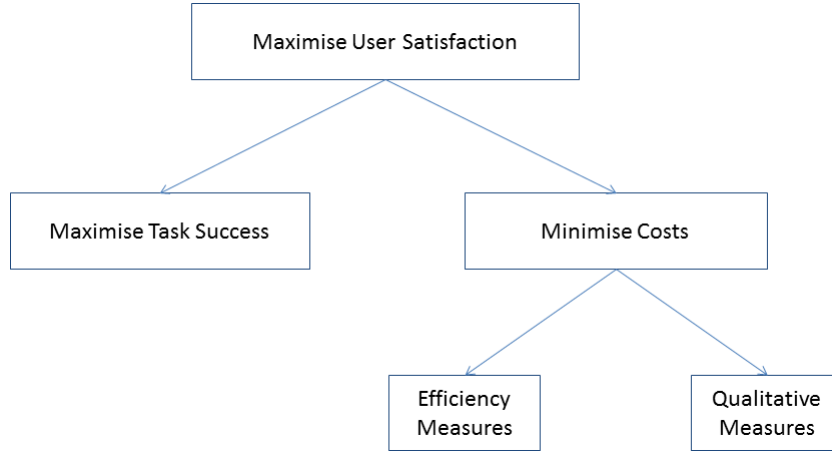 Maximise User Satisfaction
Maximise Task Success
Minimise Costs
Efficiency
Measures
Qualitative
Measures